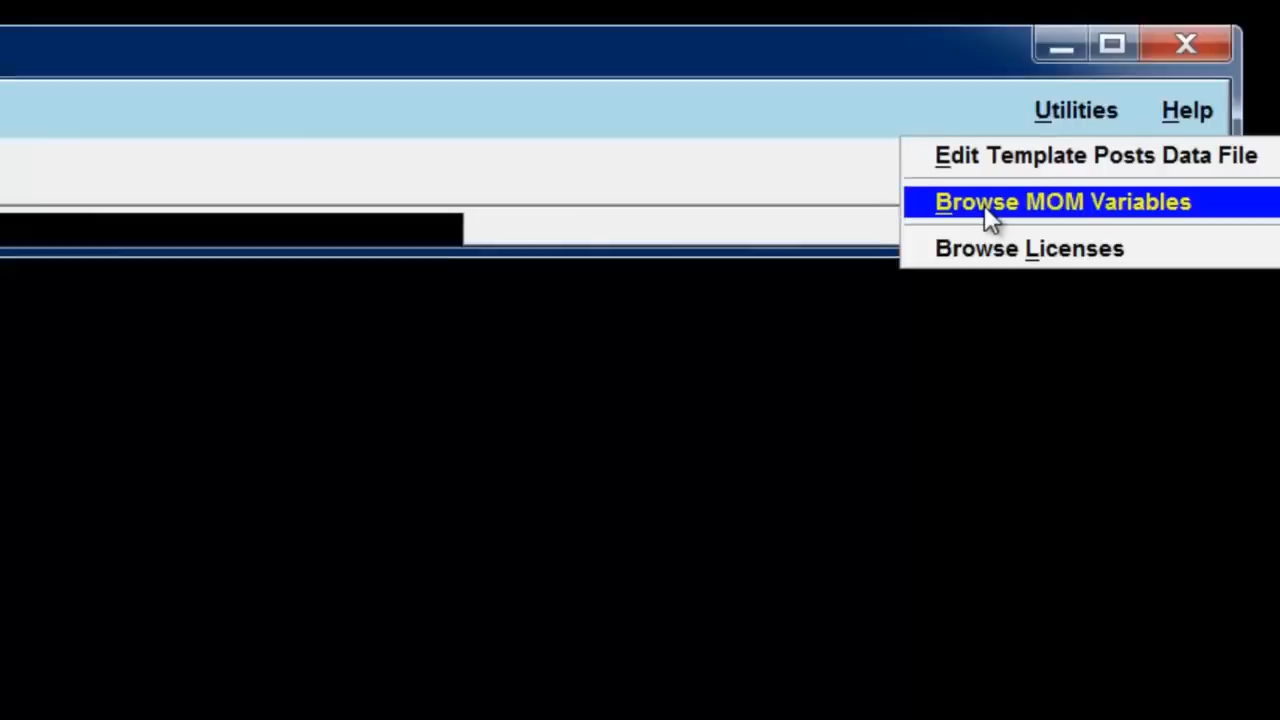 Utilities Help
Edit Template Posts Data File
Browse MOM Variables
Browse Licenses